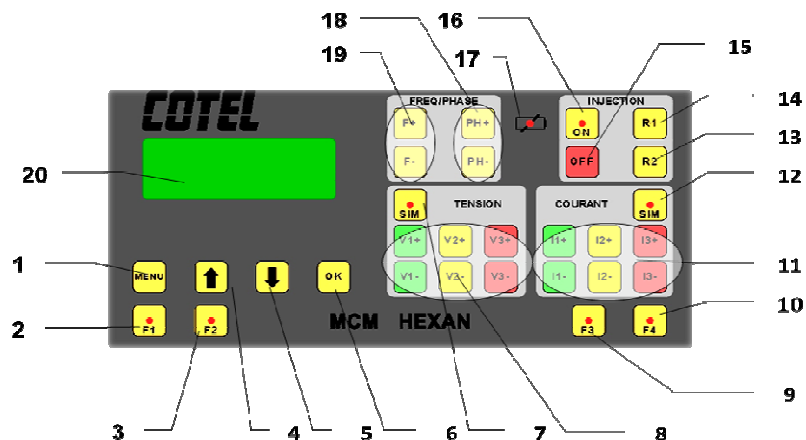 18
16
15
19
17
COTEL
FREQ/PHASE
INJECTION
F+
PH+
ON
R1
14
F-
PH-
OFF
R2
13
20
12
SIM
TENSION
COURANT
SIM
V1+
V2+
V3+
I1+
I2+
I3+
1
MENU
OK
V1-
V2-
V3-
I1-
I2-
I3-
11
10
2
F1
F2
MCM HEXAN
F3
F4
9
3
4
5
6
7
8